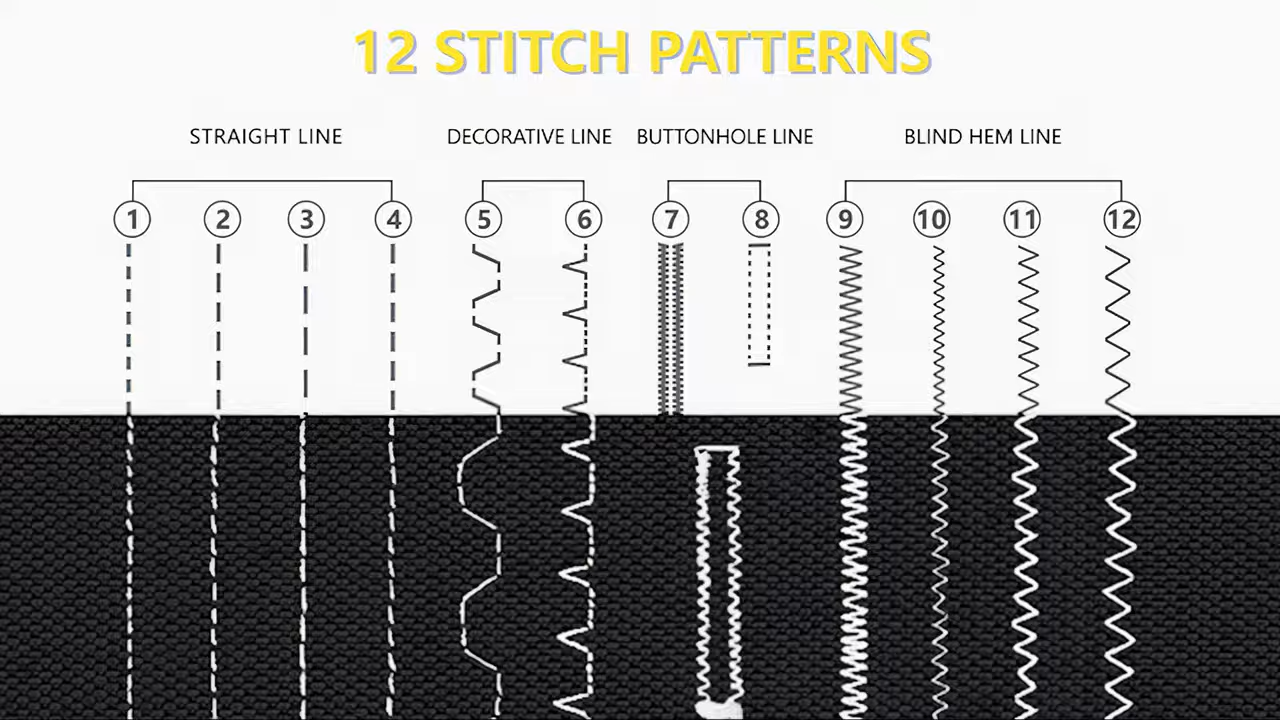 12 STITCH PATTERNS
STRAIGHT LINE DECORATIVE LINE BUTTONHOLE LINE BLIND HEM LINE
1 2 3 4 5 6 7 8 9 10 11 12